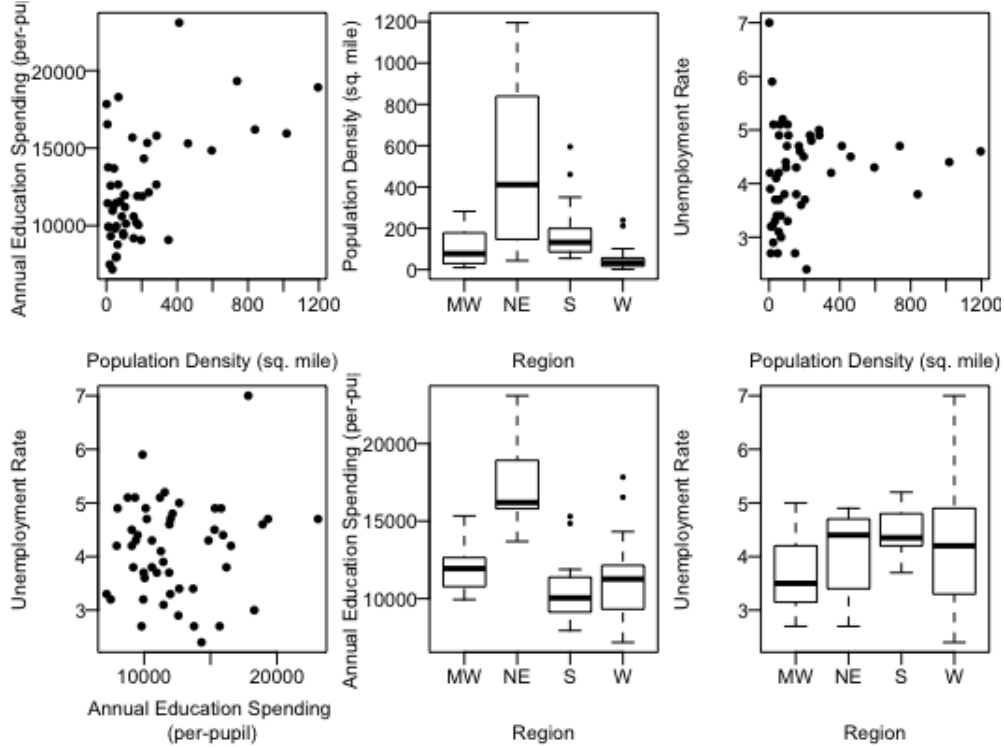 Annual Education Spending (per-pup
20000
15000
10000
0
400
800
1200
Population Density (sq. mile)
Population Density (sq. mile)
1200
1000
800
600
400
200
0
MW NE S W
Region
Unemployment Rate
7
6
5
4
3
0
400
800
1200
Population Density (sq. mile)
Unemployment Rate
7
6
5
4
3
10000
20000
Annual Education Spending
(per-pupil)
Annual Education Spending (per-pup
20000
15000
10000
MW NE S W
Region
Unemployment Rate
7
6
5
4
3
MW NE S W
Region